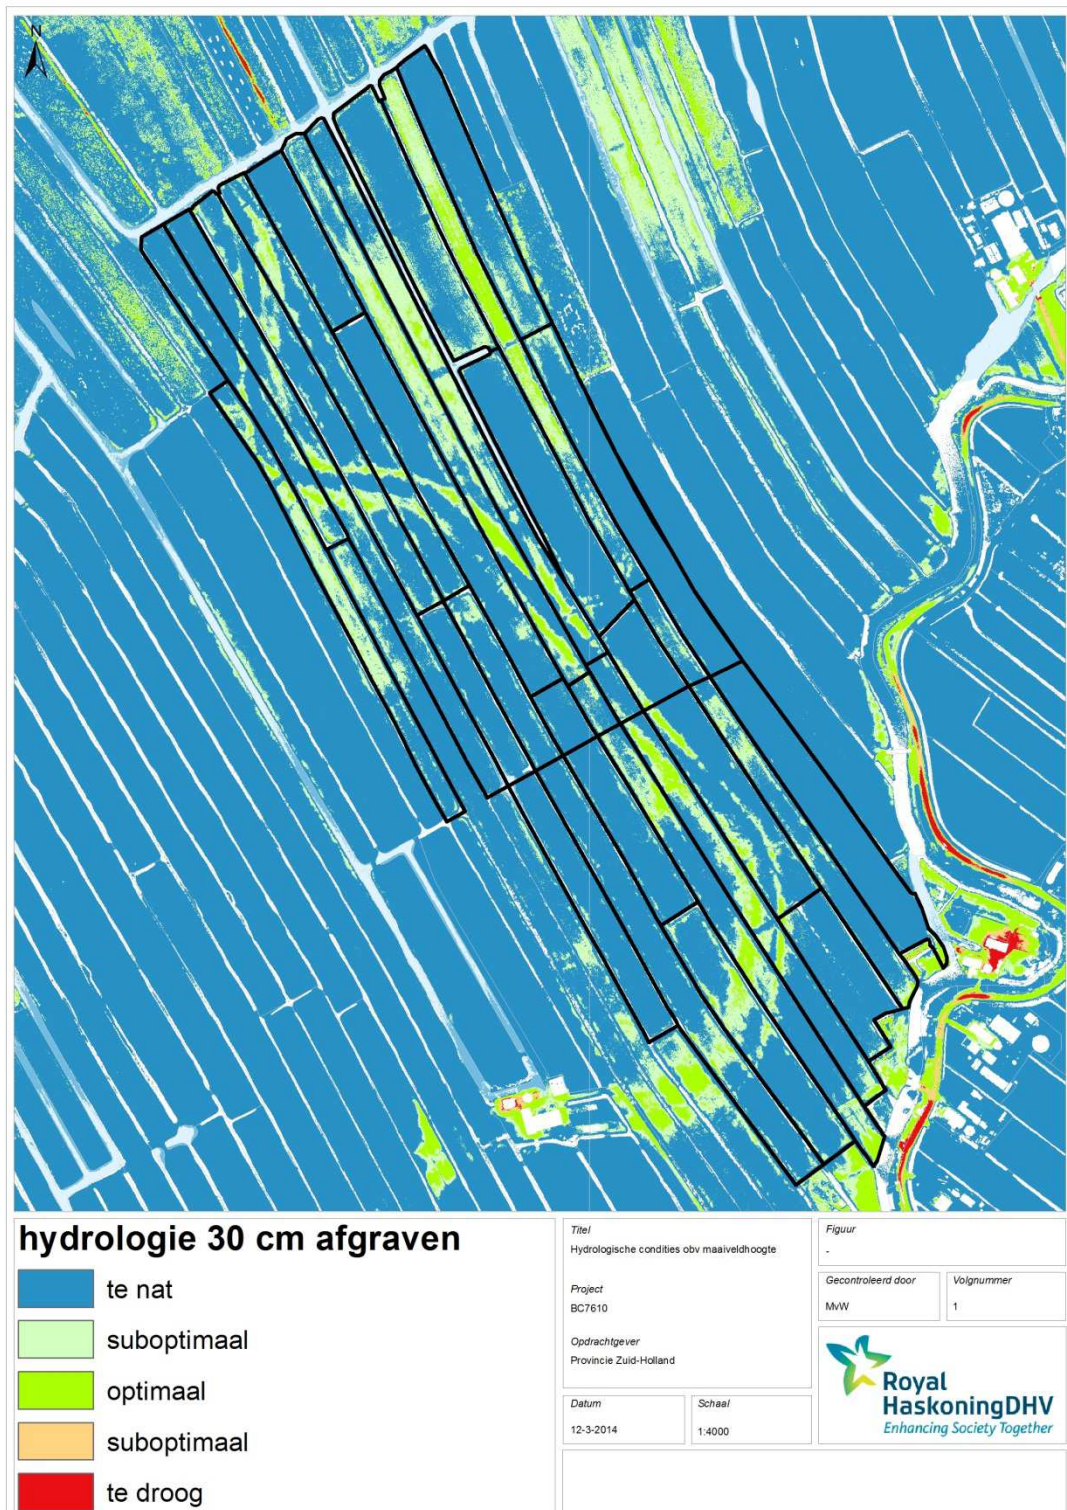 N
hydrologie 30 cm afgraven
te nat
suboptimaal
optimaal
suboptimaal
te droog
Titel
Hydrologische condities obv maaiveldhoogte
Project
BC7610
Opdrachtgever
Provincie Zuid-Holland
Datum
12-3-2014
Schaal
1:4000
Figuur
-
Gecontroleerd door
MvW
Volgnummer
1
Royal
HaskoningDHV
Enhancing Society Together